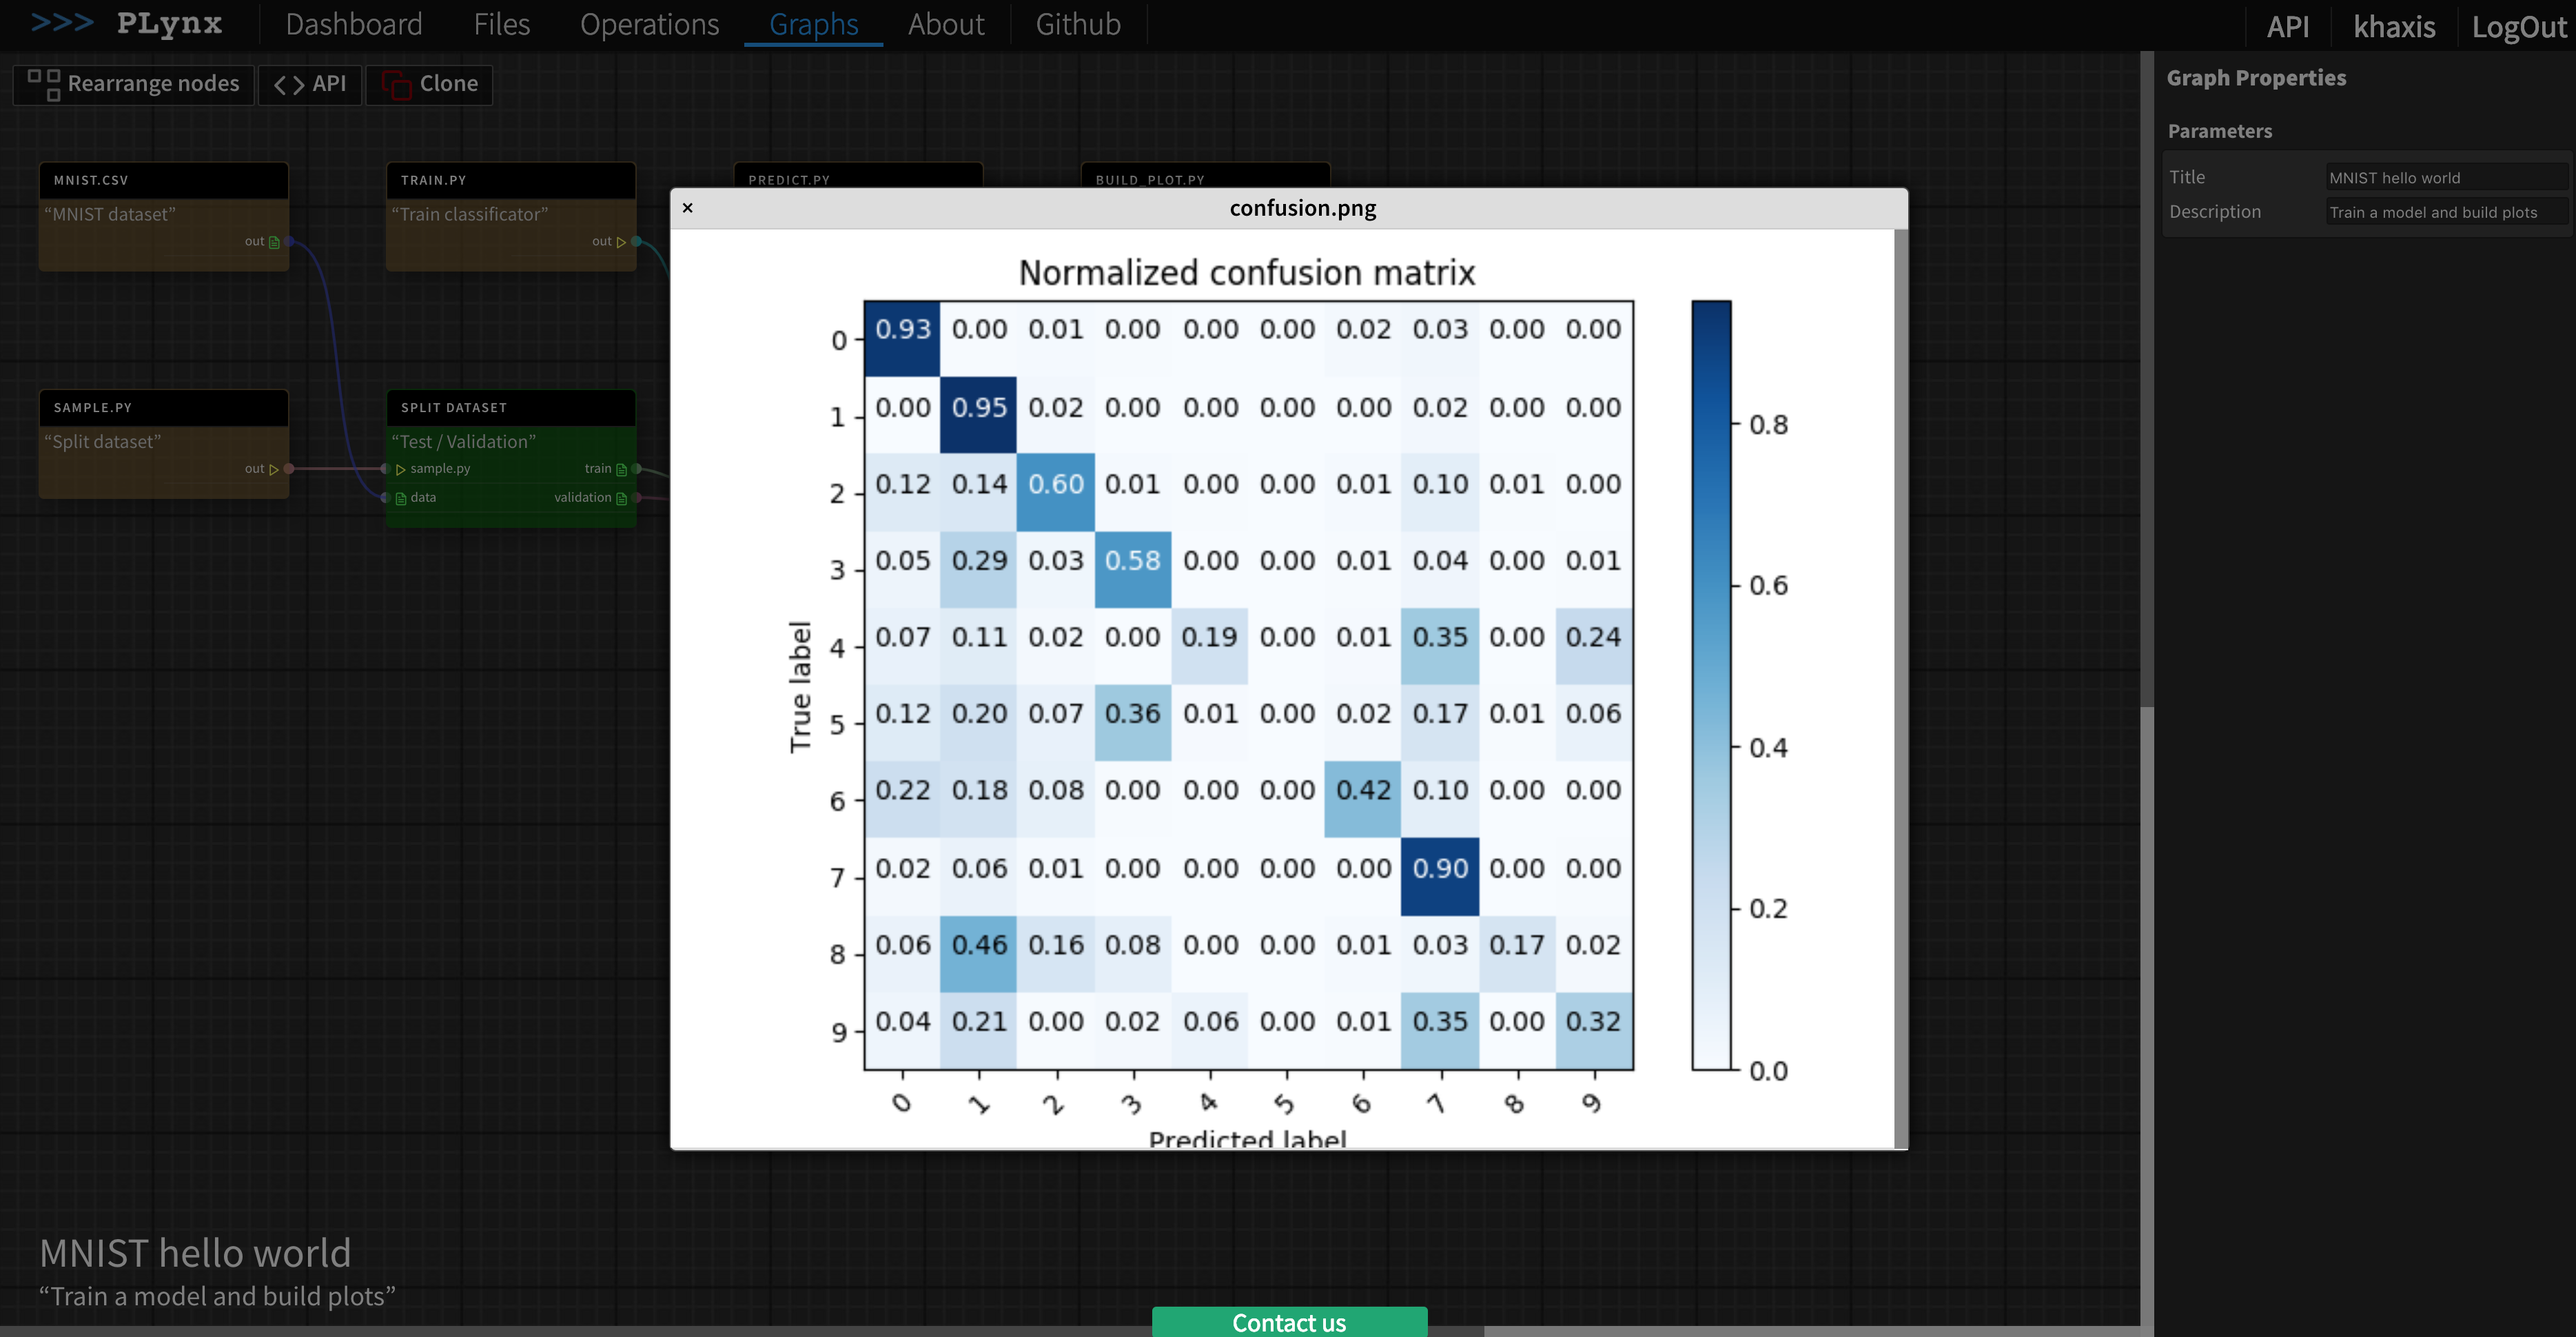 >>> PLynx Dashboard Files Operations Graphs About Github API khaxis LogOut
Rearrange nodes < > API Clone
Graph Properties
Parameters
Title MNIST hello world
Description Train a model and build plots
MNIST.CSV
“MNIST dataset”
out
TRAIN.PY
“Train classificator”
out
PREDICT.PY
BUILD_PLOT.PY
SAMPLE.PY
“Split dataset”
out
SPLIT DATASET
“Test / Validation”
sample.py train
data validation
× confusion.png
Normalized confusion matrix
0 0.93 0.00 0.01 0.00 0.00 0.00 0.02 0.03 0.00 0.00
1 0.00 0.95 0.02 0.00 0.00 0.00 0.00 0.02 0.00 0.00
2 0.12 0.14 0.60 0.01 0.00 0.00 0.01 0.10 0.01 0.00
3 0.05 0.29 0.03 0.58 0.00 0.00 0.01 0.04 0.00 0.01
4 0.07 0.11 0.02 0.00 0.19 0.00 0.01 0.35 0.00 0.24
5 0.12 0.20 0.07 0.36 0.01 0.00 0.02 0.17 0.01 0.06
6 0.22 0.18 0.08 0.00 0.00 0.00 0.42 0.10 0.00 0.00
7 0.02 0.06 0.01 0.00 0.00 0.00 0.00 0.90 0.00 0.00
8 0.06 0.46 0.16 0.08 0.00 0.00 0.01 0.03 0.17 0.02
9 0.04 0.21 0.00 0.02 0.06 0.00 0.01 0.35 0.00 0.32
0 1 2 3 4 5 6 7 8 9
True label
Predicted label
0.8
0.6
0.4
0.2
0.0
MNIST hello world
“Train a model and build plots”
Contact us